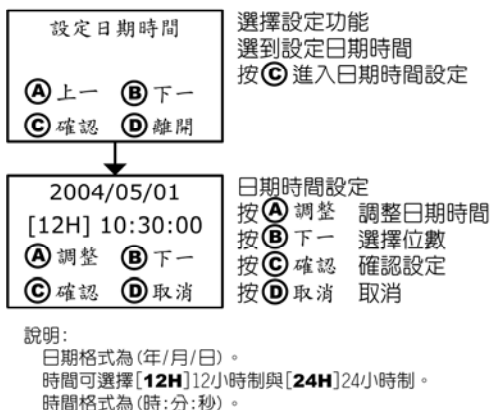 設定日期時間
Ⓐ上一 Ⓑ下一
Ⓒ確認 Ⓓ離開
選擇設定功能
選到設定日期時間
按Ⓒ進入日期時間設定
2004/05/01
[12H] 10:30:00
Ⓐ調整 Ⓑ下一
Ⓒ確認 Ⓓ取消
日期時間設定
按Ⓐ調整 調整日期時間
按Ⓑ下一 選擇位數
按Ⓒ確認 確認設定
按Ⓓ取消 取消
說明:
日期格式為(年/月/日)。
時間可選擇[12H]12小時制與[24H]24小時制。
時間格式為(時:分:秒)。